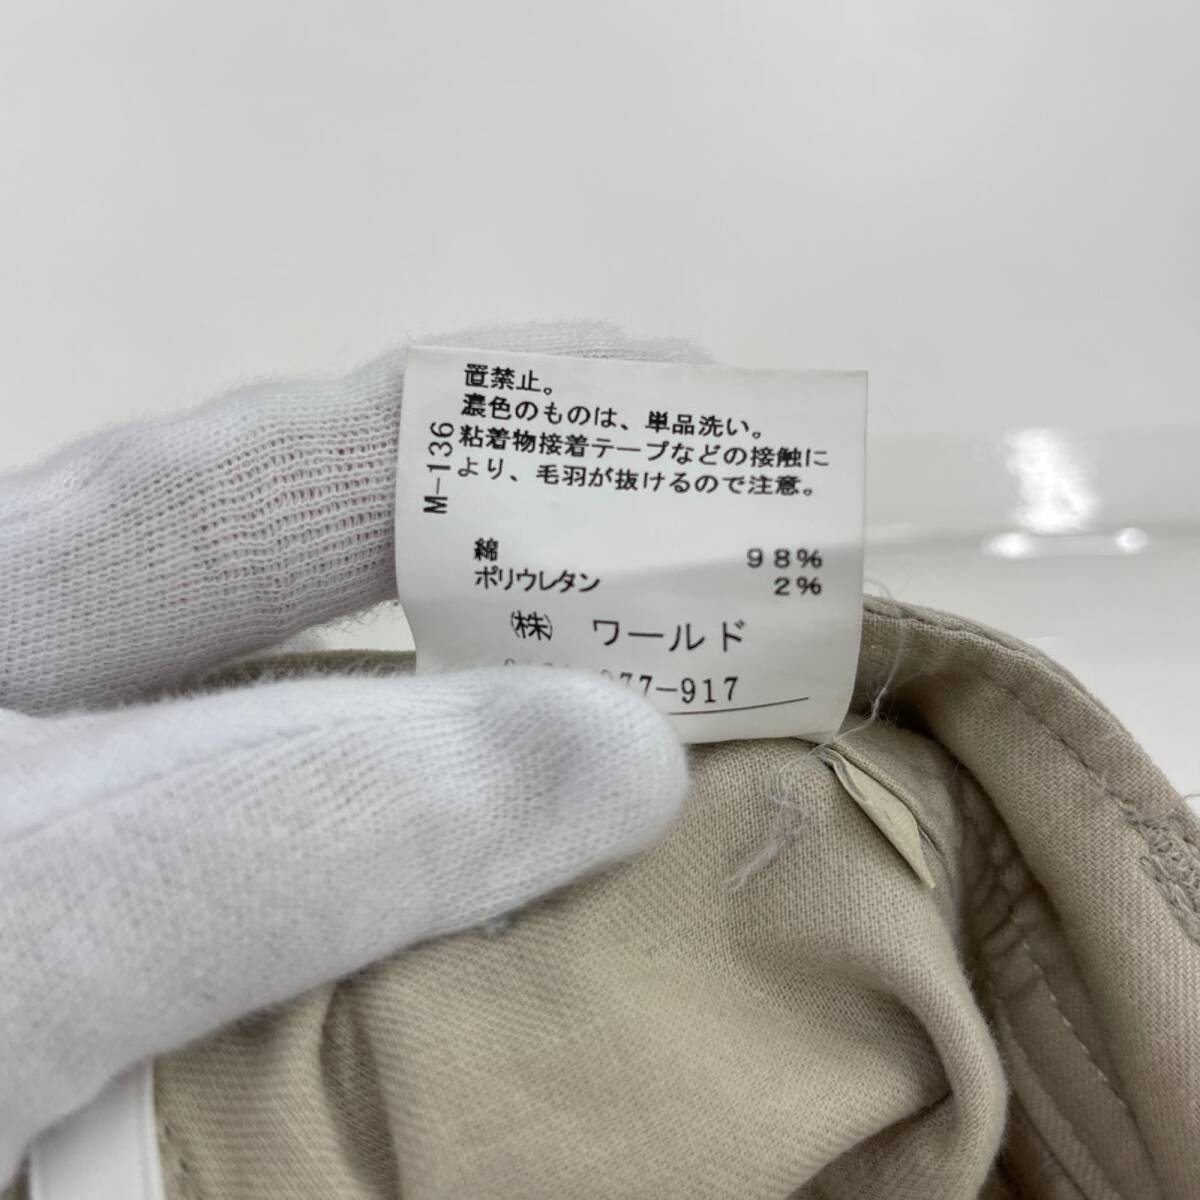 置禁止。
濃色のものは、単品洗い。
粘着物接着テープなどの接触に
より、毛羽が抜けるので注意。
M-136
綿 98%
ポリウレタン 2%
㈱ ワールド
77-917